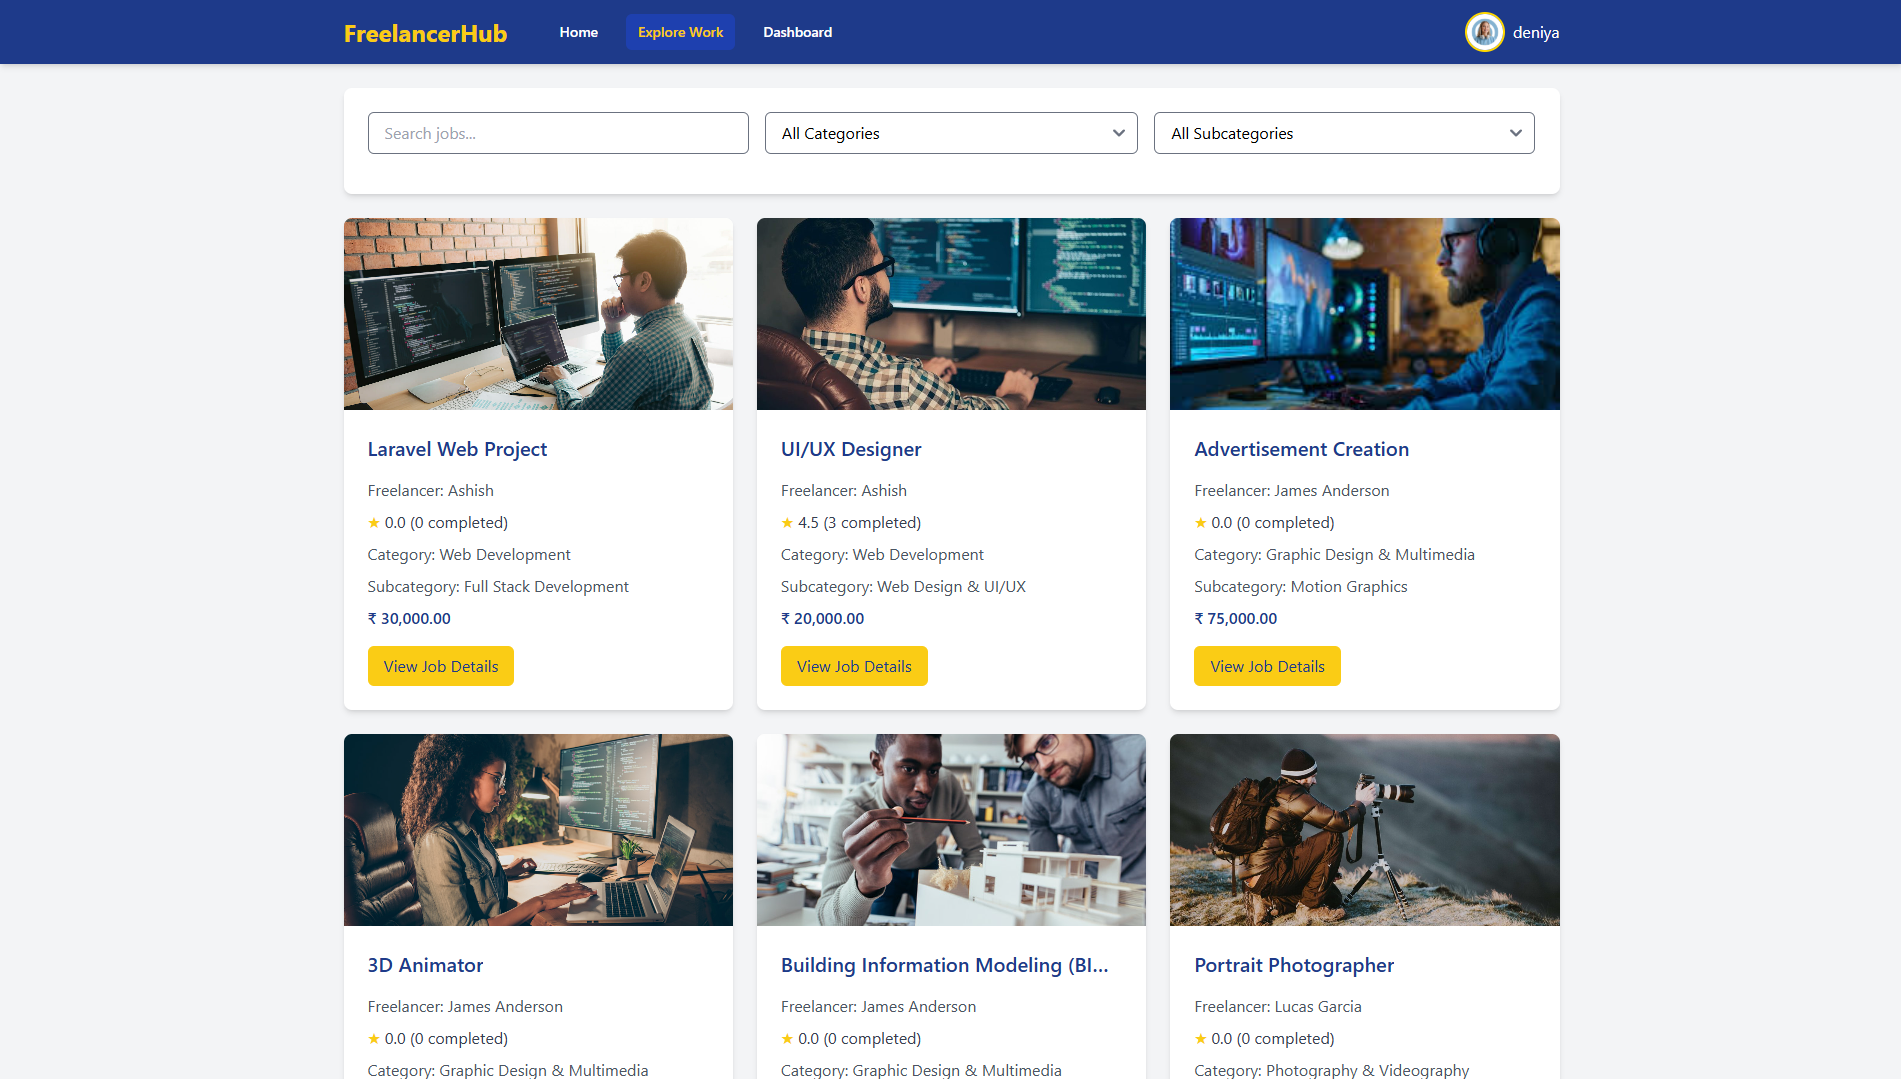 FreelancerHub
Home
Explore Work
Dashboard
deniya
Search jobs...
All Categories
All Subcategories
Laravel Web Project
Freelancer: Ashish
★ 0.0 (0 completed)
Category: Web Development
Subcategory: Full Stack Development
₹ 30,000.00
View Job Details
UI/UX Designer
Freelancer: Ashish
★ 4.5 (3 completed)
Category: Web Development
Subcategory: Web Design & UI/UX
₹ 20,000.00
View Job Details
Advertisement Creation
Freelancer: James Anderson
★ 0.0 (0 completed)
Category: Graphic Design & Multimedia
Subcategory: Motion Graphics
₹ 75,000.00
View Job Details
3D Animator
Freelancer: James Anderson
★ 0.0 (0 completed)
Category: Graphic Design & Multimedia
Building Information Modeling (BI...
Freelancer: James Anderson
★ 0.0 (0 completed)
Category: Graphic Design & Multimedia
Portrait Photographer
Freelancer: Lucas Garcia
★ 0.0 (0 completed)
Category: Photography & Videography